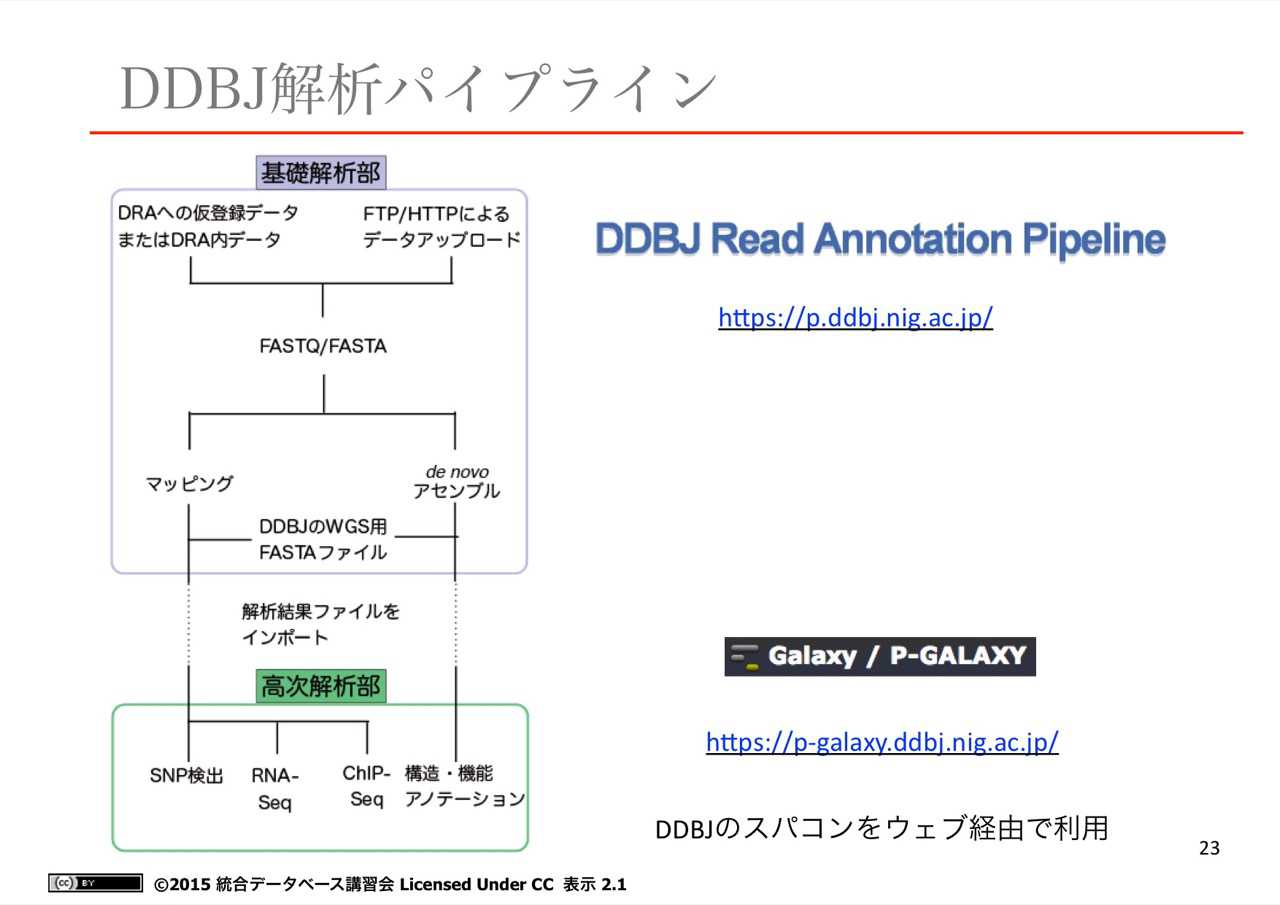 DDBJ解析パイプライン
基礎解析部
DRAへの仮登録データ
またはDRA内データ
FTP/HTTPによる
データアップロード
FASTQ/FASTA
マッピング
de novo
アセンブル
DDBJのWGS用
FASTAファイル
解析結果ファイルを
インポート
高次解析部
SNP検出
RNA-
Seq
ChIP-
Seq
構造・機能
アノテーション
DDBJ Read Annotation Pipeline
https://p.ddbj.nig.ac.jp/
Galaxy / P-GALAXY
https://p-galaxy.ddbj.nig.ac.jp/
DDBJのスパコンをウェブ経由で利用
23
(cc) BY
©2015 統合データベース講習会 Licensed Under CC 表示 2.1